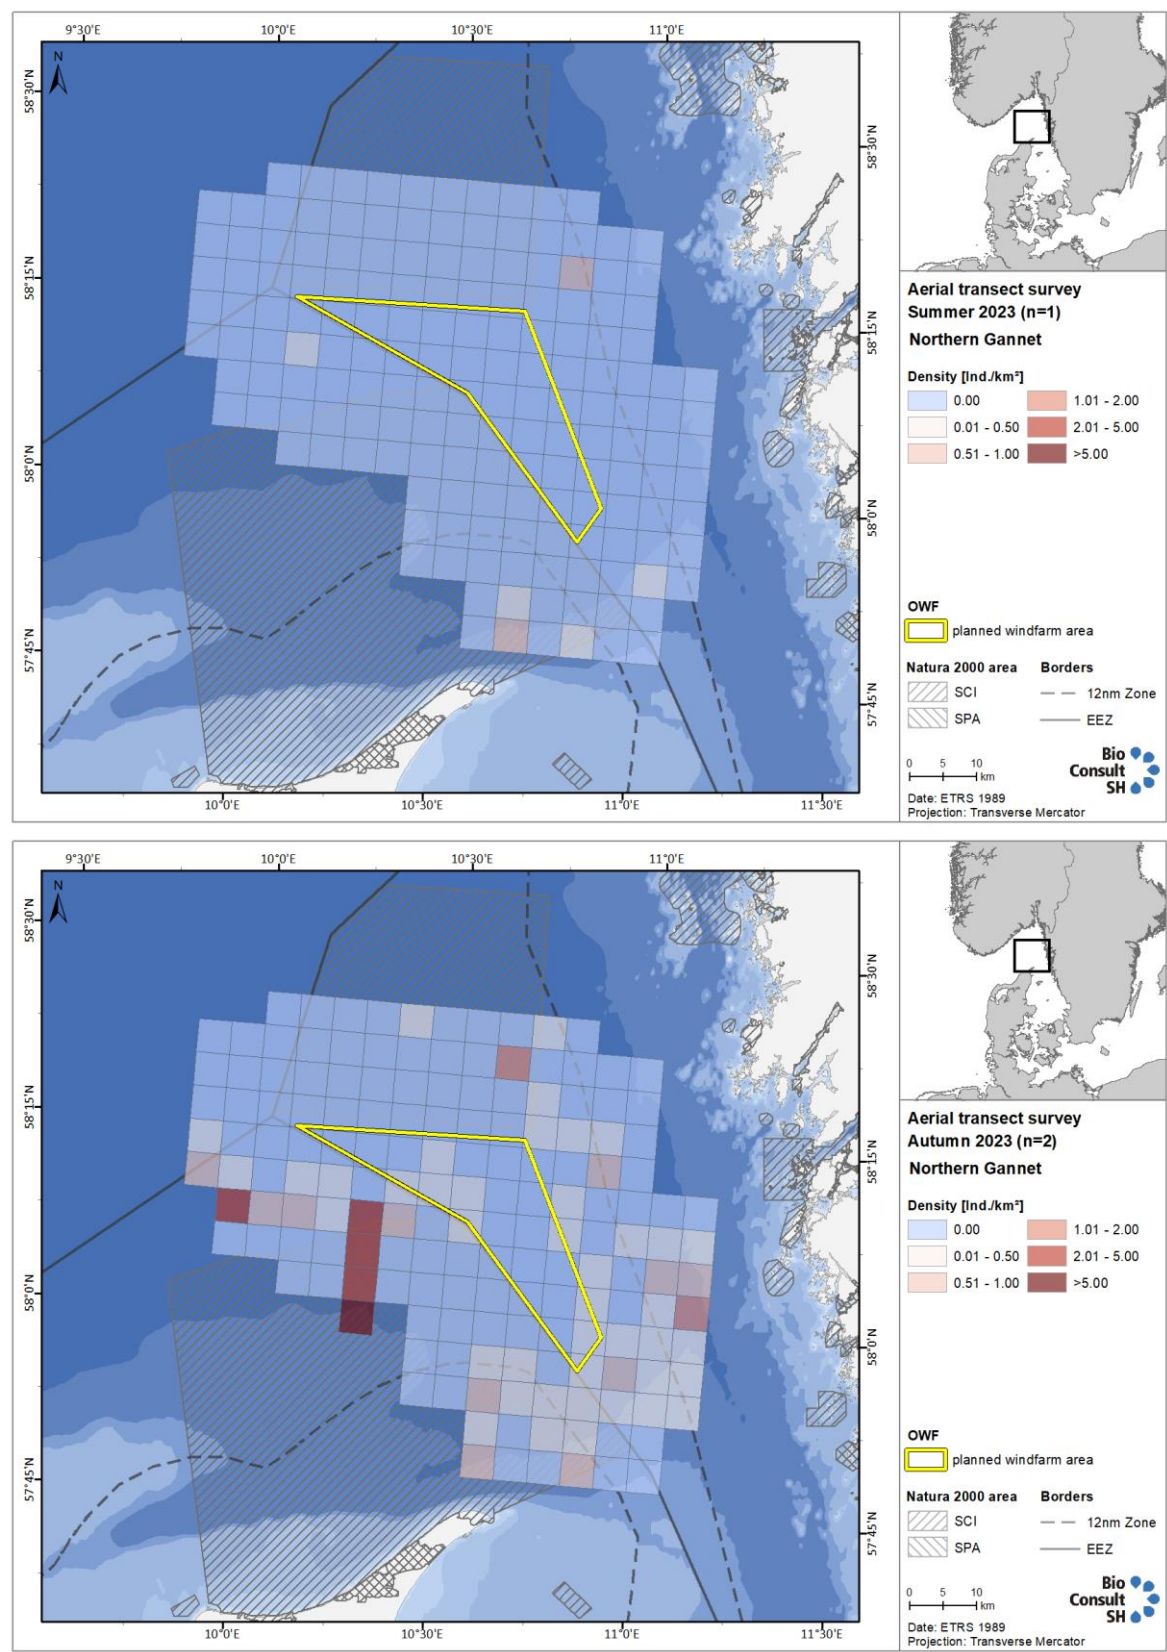 9°30'E 10°0'E 10°30'E 11°0'E
N
58°30'N
58°15'N
58°0'N
57°45'N
58°30'N
58°15'N
58°0'N
57°45'N
10°0'E 10°30'E 11°0'E 11°30'E
Aerial transect survey
Summer 2023 (n=1)
Northern Gannet
Density [Ind./km²]
0.00 1.01 - 2.00
0.01 - 0.50 2.01 - 5.00
0.51 - 1.00 >5.00
OWF
planned windfarm area
Natura 2000 area Borders
SCI 12nm Zone
SPA EEZ
0 5 10
km
Bio
Consult
SH
Date: ETRS 1989
Projection: Transverse Mercator
9°30'E 10°0'E 10°30'E 11°0'E
N
58°30'N
58°15'N
58°0'N
57°45'N
58°30'N
58°15'N
58°0'N
57°45'N
10°0'E 10°30'E 11°0'E 11°30'E
Aerial transect survey
Autumn 2023 (n=2)
Northern Gannet
Density [Ind./km²]
0.00 1.01 - 2.00
0.01 - 0.50 2.01 - 5.00
0.51 - 1.00 >5.00
OWF
planned windfarm area
Natura 2000 area Borders
SCI 12nm Zone
SPA EEZ
0 5 10
km
Bio
Consult
SH
Date: ETRS 1989
Projection: Transverse Mercator